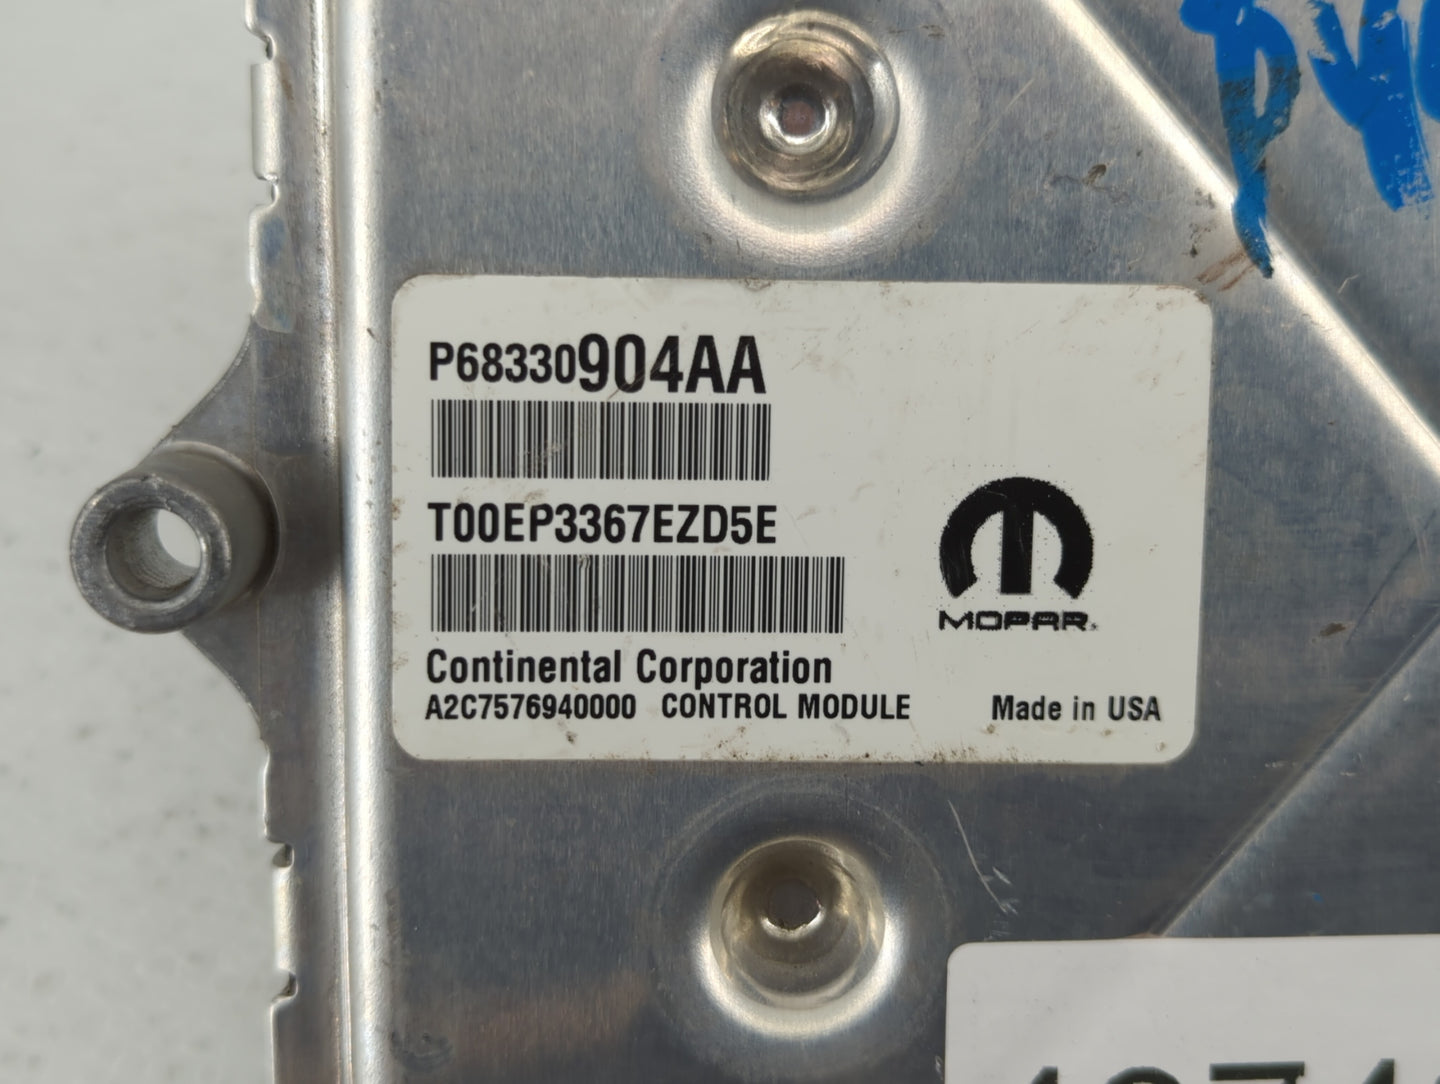 P68330904AA
T00EP3367EZD5E
MOPAR
Continental Corporation
A2C7576940000 CONTROL MODULE Made in USA